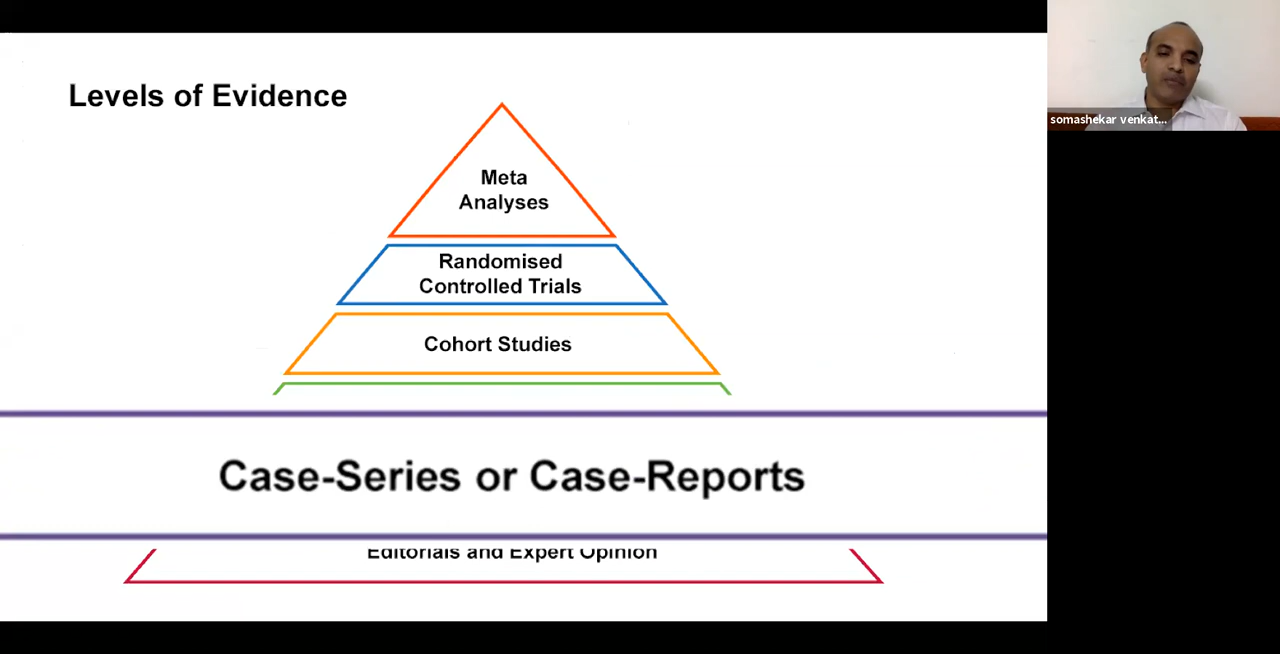 Levels of Evidence
Meta
Analyses
Randomised
Controlled Trials
Cohort Studies
Case-Series or Case-Reports
Editorials and Expert Opinion
somashekar venkat...